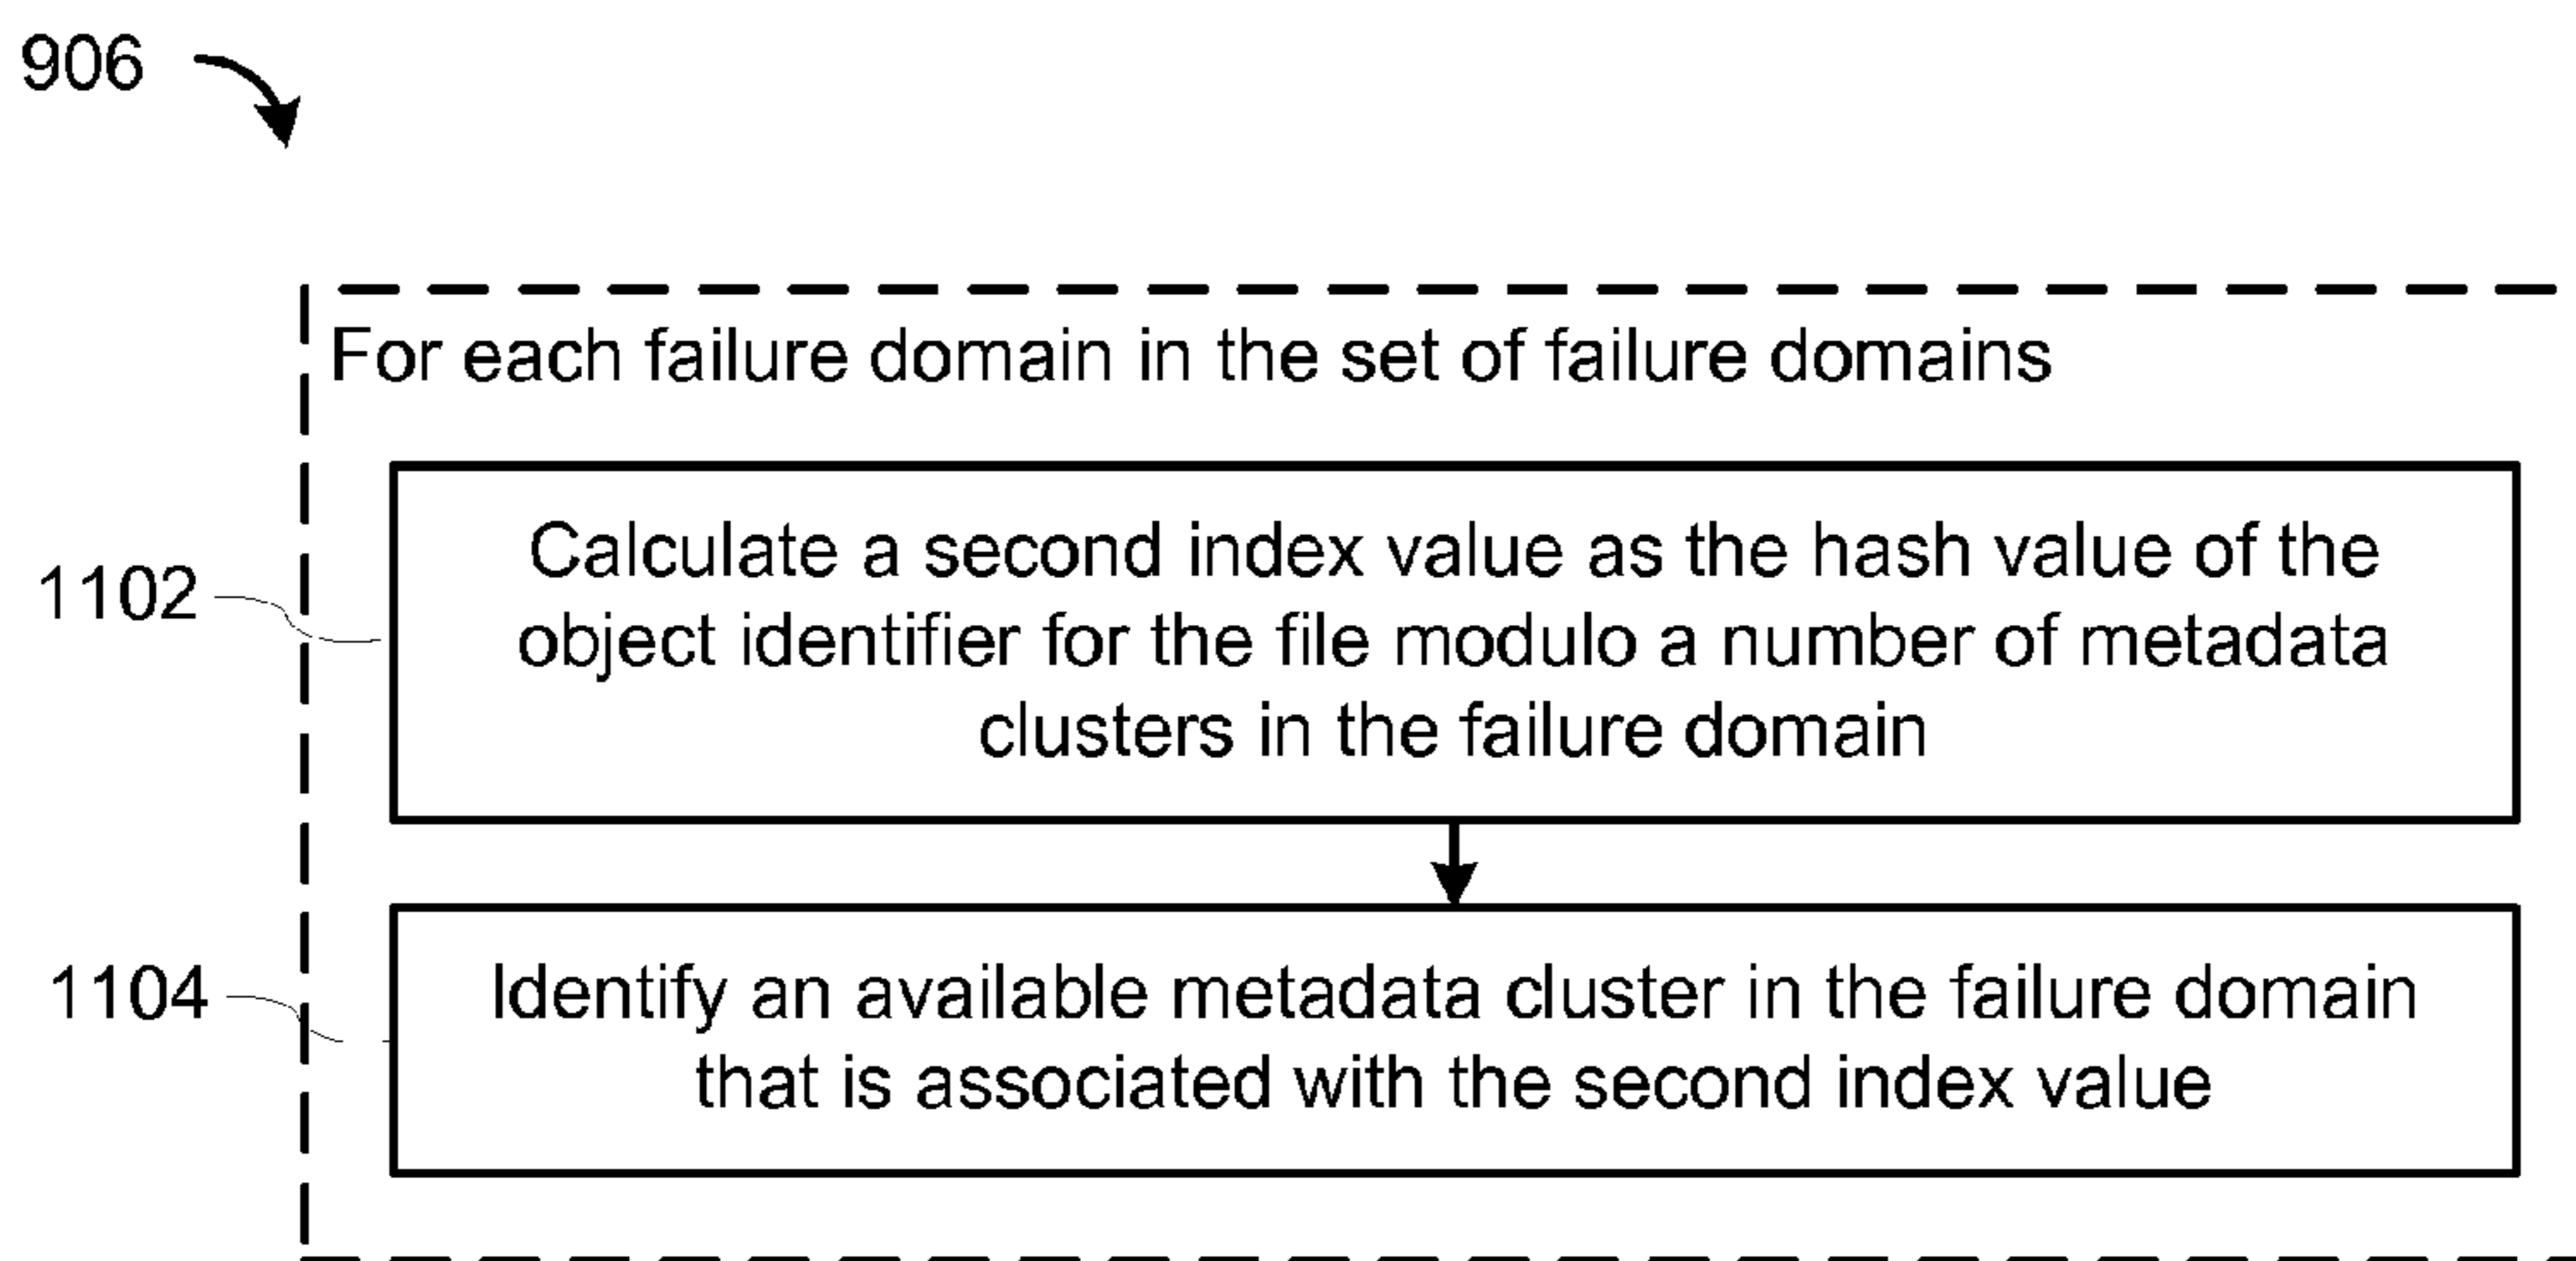 906
For each failure domain in the set of failure domains
1102
Calculate a second index value as the hash value of the
object identifier for the file modulo a number of metadata
clusters in the failure domain
1104
Identify an available metadata cluster in the failure domain
that is associated with the second index value